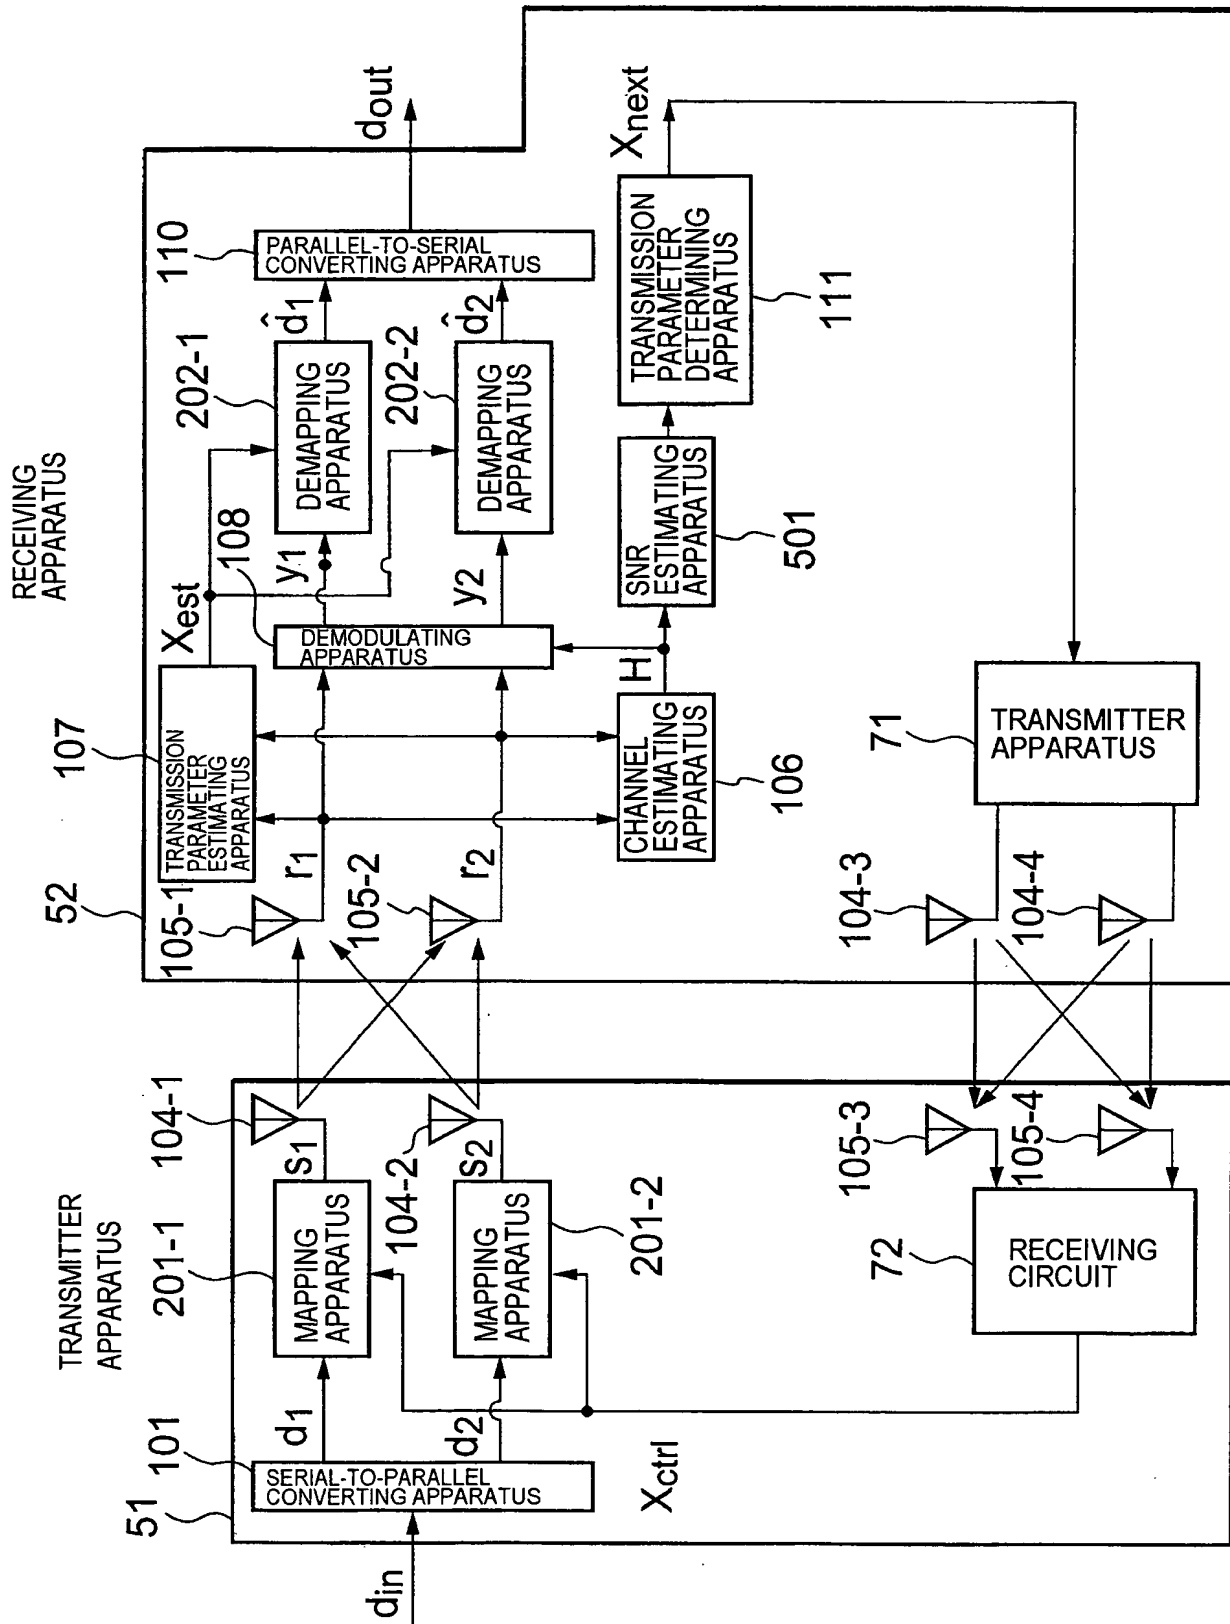 TRANSMITTER
APPARATUS
RECEIVING
APPARATUS
51
101
din
SERIAL-TO-PARALLEL
CONVERTING APPARATUS
d1
d2
Xctrl
201-1
MAPPING
APPARATUS
s1
104-1
104-2
MAPPING
APPARATUS
s2
201-2
72
RECEIVING
CIRCUIT
105-3
105-4
52
105-1
r1
105-2
r2
107
TRANSMISSION
PARAMETER
ESTIMATING
APPARATUS
Xest
108
DEMODULATING
APPARATUS
y1
y2
H
CHANNEL
ESTIMATING
APPARATUS
106
202-1
DEMAPPING
APPARATUS
d̂1
202-2
DEMAPPING
APPARATUS
d̂2
110
PARALLEL-TO-SERIAL
CONVERTING APPARATUS
dout
SNR
ESTIMATING
APPARATUS
501
TRANSMISSION
PARAMETER
DETERMINING
APPARATUS
111
Xnext
71
TRANSMITTER
APPARATUS
104-3
104-4